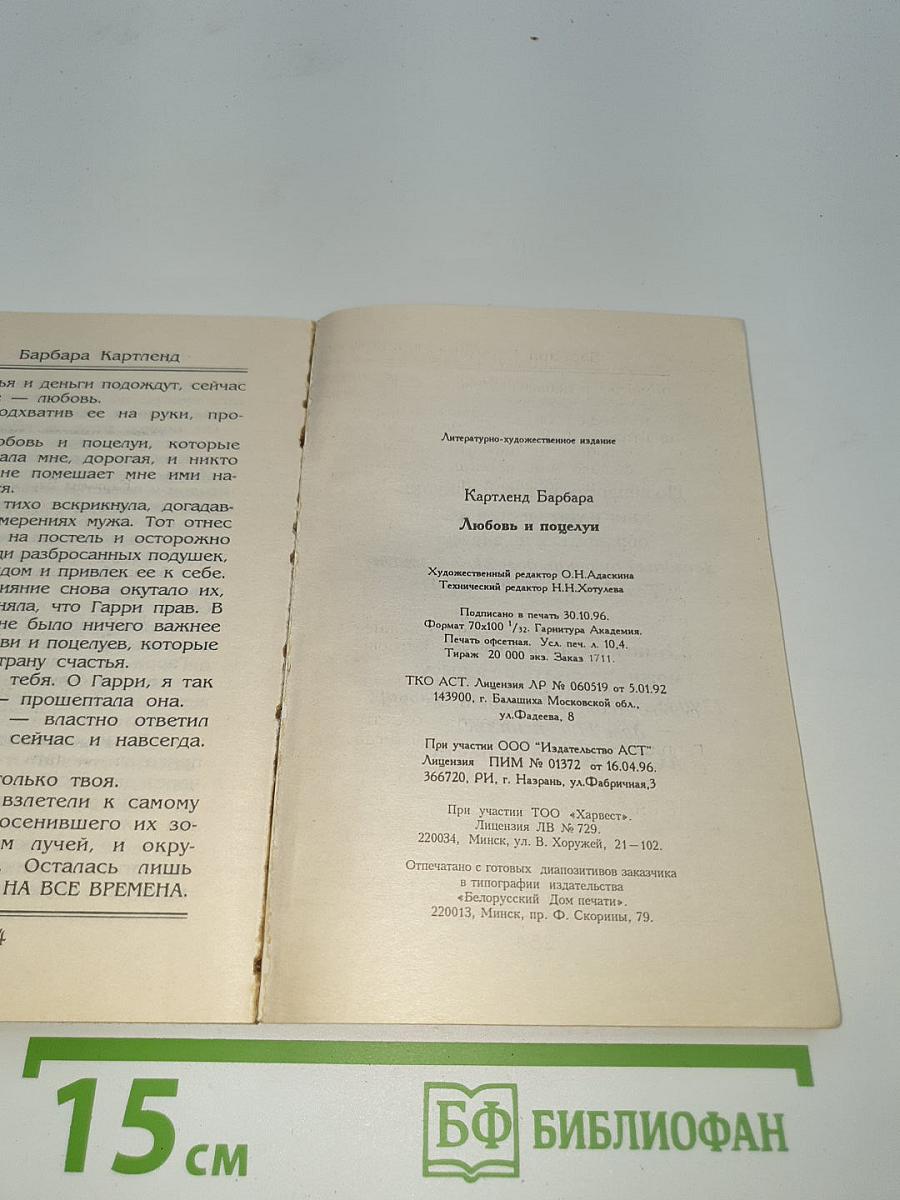 Барбара Картленд
ья и деньги подождут, сейчас
— любовь.
одхватив ее на руки, про-
бовь и поцелуи, которые
ала мне, дорогая, и никто
не помешает мне ими на-
ся.
тихо вскрикнула, догадав-
мерениях мужа. Тот отнес
на постель и осторожно
ди разбросанных подушек,
дом и привлек ее к себе.
ияние снова окутало их,
няла, что Гарри прав. В
не было ничего важнее
ви и поцелуев, которые
трану счастья.
тебя. О Гарри, я так
— прошептала она.
— властно ответил
сейчас и навсегда.
олько твоя.
взлетели к самому
осенившего их зо-
м лучей, и окру-
Осталась лишь
НА ВСЕ ВРЕМЕНА.
4
Литературно-художественное издание
Картленд Барбара
Любовь и поцелуи
Художественный редактор О.Н.Адаскина
Технический редактор Н.Н.Хотулева
Подписано в печать 30.10.96.
Формат 70х100 1/32. Гарнитура Академия.
Печать офсетная. Усл. печ. л. 10,4.
Тираж 20 000 экз. Заказ 1711.
ТКО АСТ. Лицензия ЛР № 060519 от 5.01.92
143900, г. Балашиха Московской обл.,
ул.Фадеева, 8
При участии ООО "Издательство АСТ"
Лицензия ПИМ № 01372 от 16.04.96.
366720, РИ, г. Назрань, ул.Фабричная,3
При участии ТОО «Харвест».
Лицензия ЛВ № 729.
220034, Минск, ул. В. Хоружей, 21—102.
Отпечатано с готовых диапозитивов заказчика
в типографии издательства
«Белорусский Дом печати».
220013, Минск, пр. Ф. Скорины, 79.
15 см
БФ БИБЛИОФАН